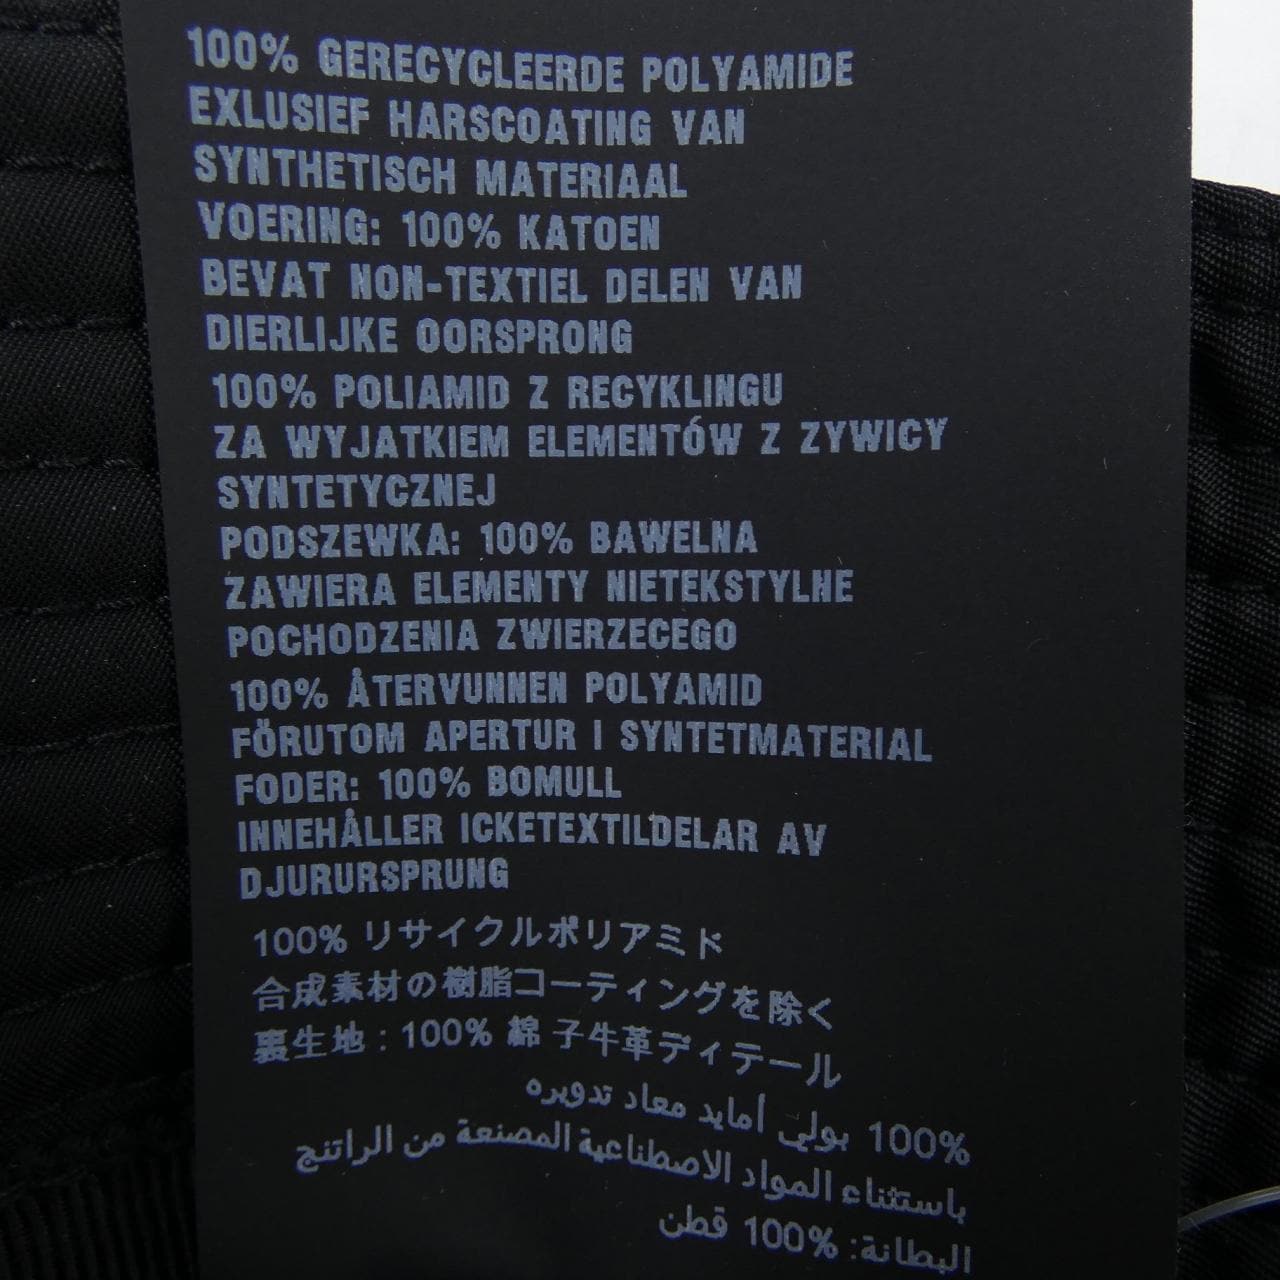 100% GERECYCLEERDE POLYAMIDE
EXLUSIEF HARSCOATING VAN
SYNTHETISCH MATERIAAL
VOERING: 100% KATOEN
BEVAT NON-TEXTIEL DELEN VAN
DIERLIJKE OORSPRONG
100% POLIAMID Z RECYKLINGU
ZA WYJATKIEM ELEMENTÓW Z ZYWICY
SYNTETYCZNEJ
PODSZEWKA: 100% BAWELNA
ZAWIERA ELEMENTY NIETEKSTYLNE
POCHODZENIA ZWIERZECEGO
100% ÅTERVUNNEN POLYAMID
FÖRUTOM APERTUR I SYNTETMATERIAL
FODER: 100% BOMULL
INNEHÅLLER ICKETEXTILDELAR AV
DJURURSPRUNG
100% リサイクルポリアミド
合成素材の樹脂コーティングを除く
裏生地 : 100% 綿 子牛革ディテール
100% بولي أمايد معاد تدويره
باستثناء المواد الاصطناعية المصنعة من الراتنج
البطانة: 100% قطن